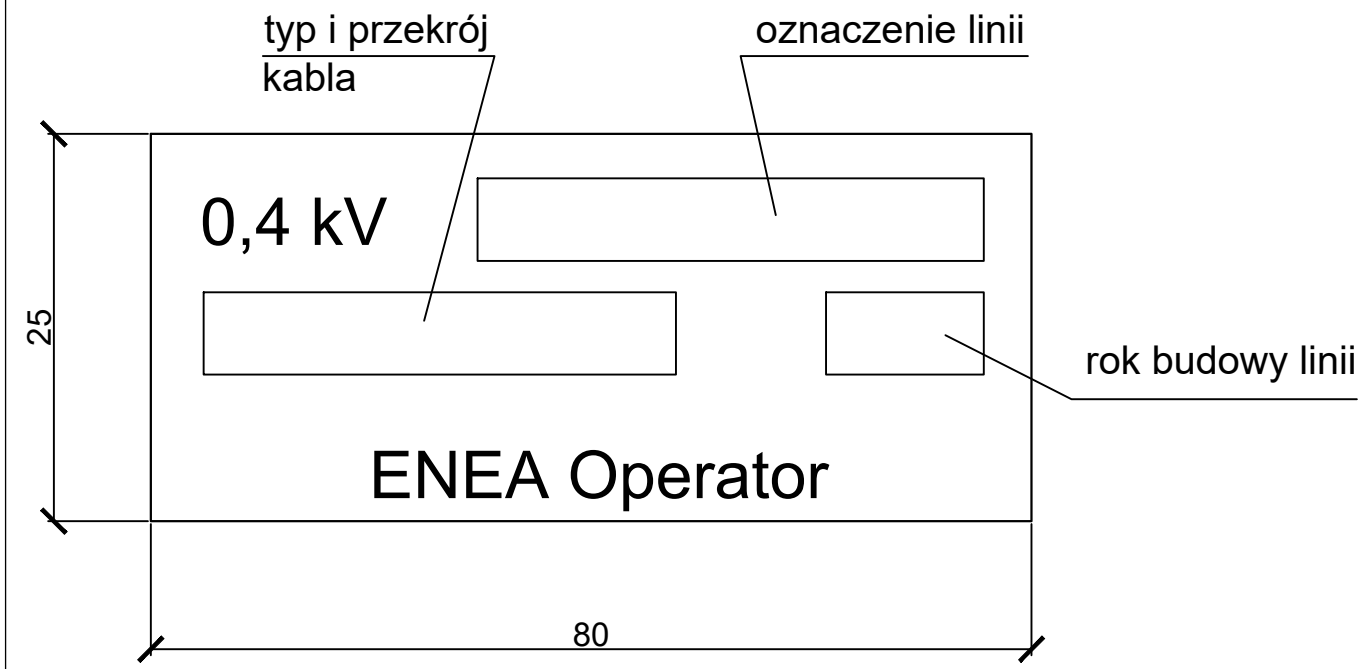 typ i przekrój
kabla
oznaczenie linii
0,4 kV
25
rok budowy linii
ENEA Operator
80